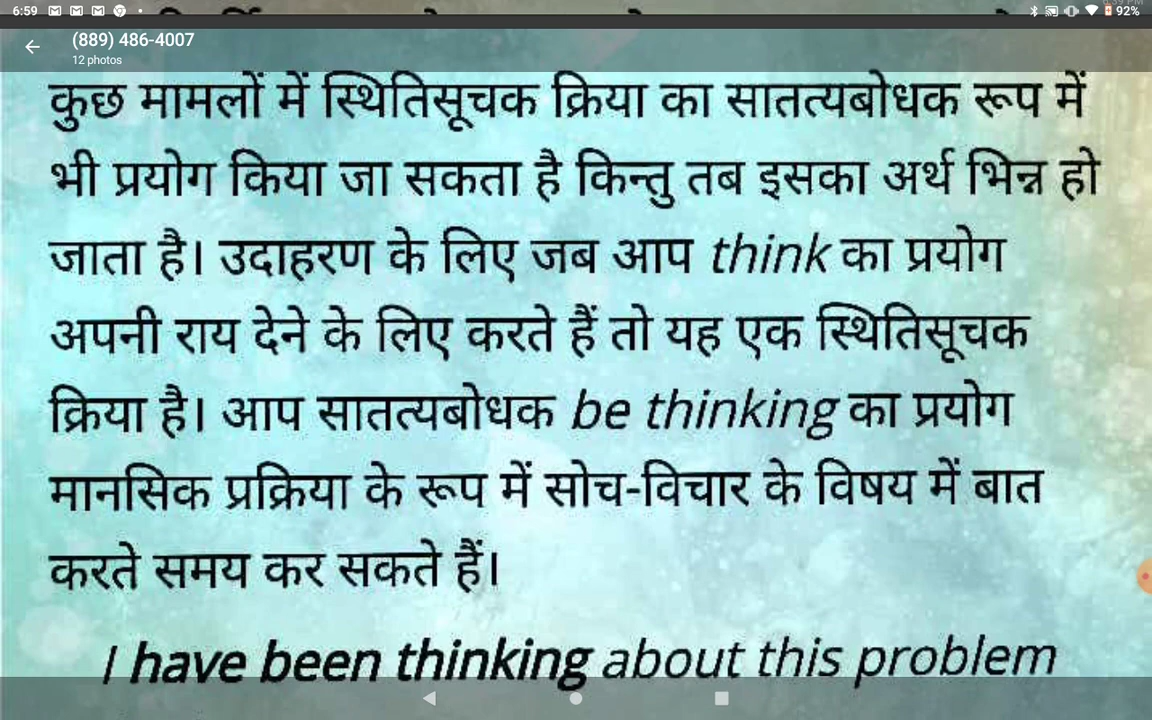 6:59
92%
(889) 486-4007
12 photos
कुछ मामलों में स्थितिसूचक क्रिया का सातत्यबोधक रूप में
भी प्रयोग किया जा सकता है किन्तु तब इसका अर्थ भिन्न हो
जाता है। उदाहरण के लिए जब आप think का प्रयोग
अपनी राय देने के लिए करते हैं तो यह एक स्थितिसूचक
क्रिया है। आप सातत्यबोधक be thinking का प्रयोग
मानसिक प्रक्रिया के रूप में सोच-विचार के विषय में बात
करते समय कर सकते हैं।
I have been thinking about this problem